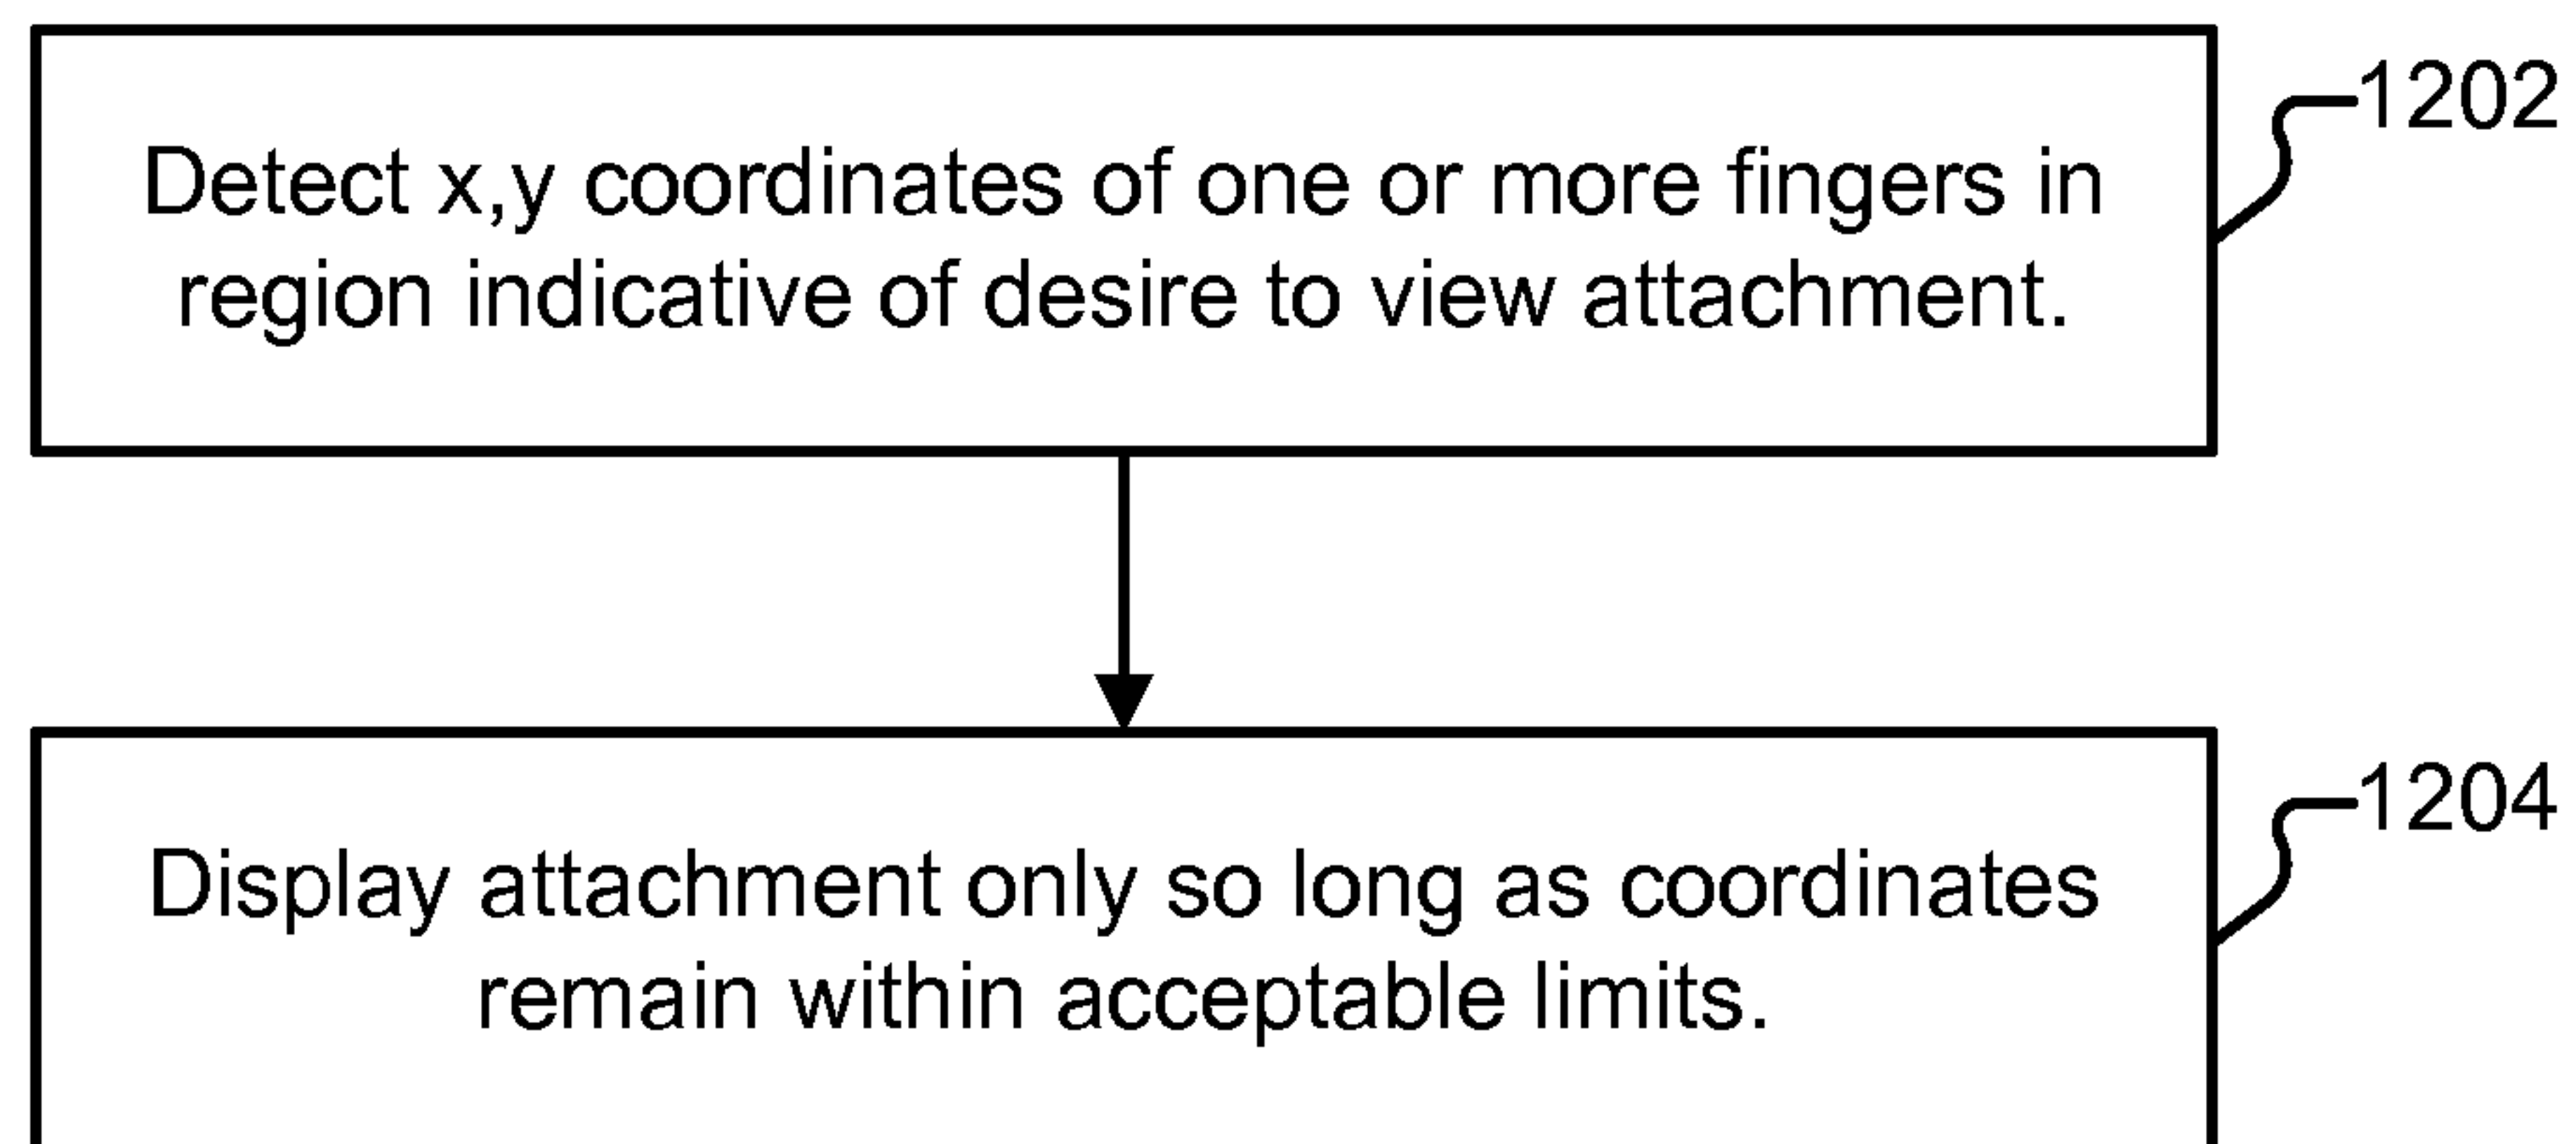 1202
Detect x,y coordinates of one or more fingers in
region indicative of desire to view attachment.
1204
Display attachment only so long as coordinates
remain within acceptable limits.